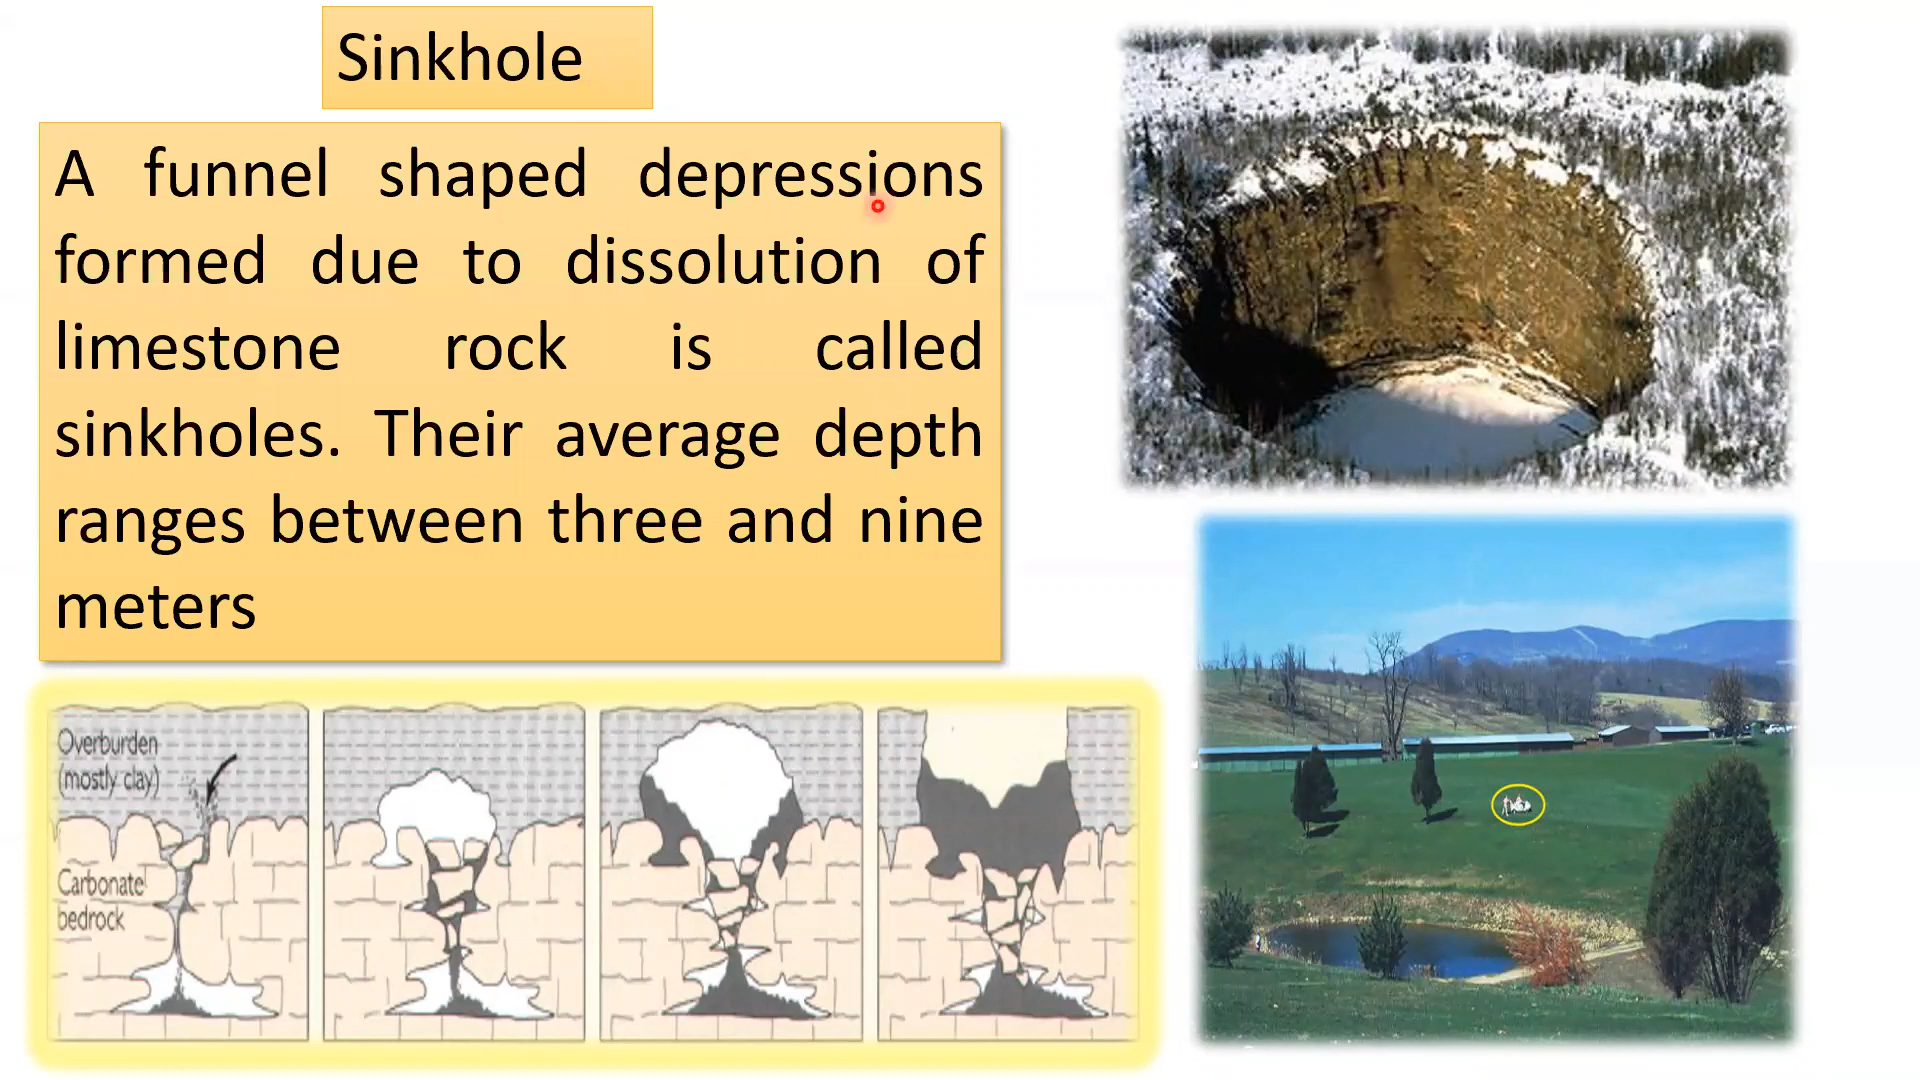 Sinkhole
A funnel shaped depressions
formed due to dissolution of
limestone rock is called
sinkholes. Their average depth
ranges between three and nine
meters
Overburden
(mostly clay)
Carbonate
bedrock